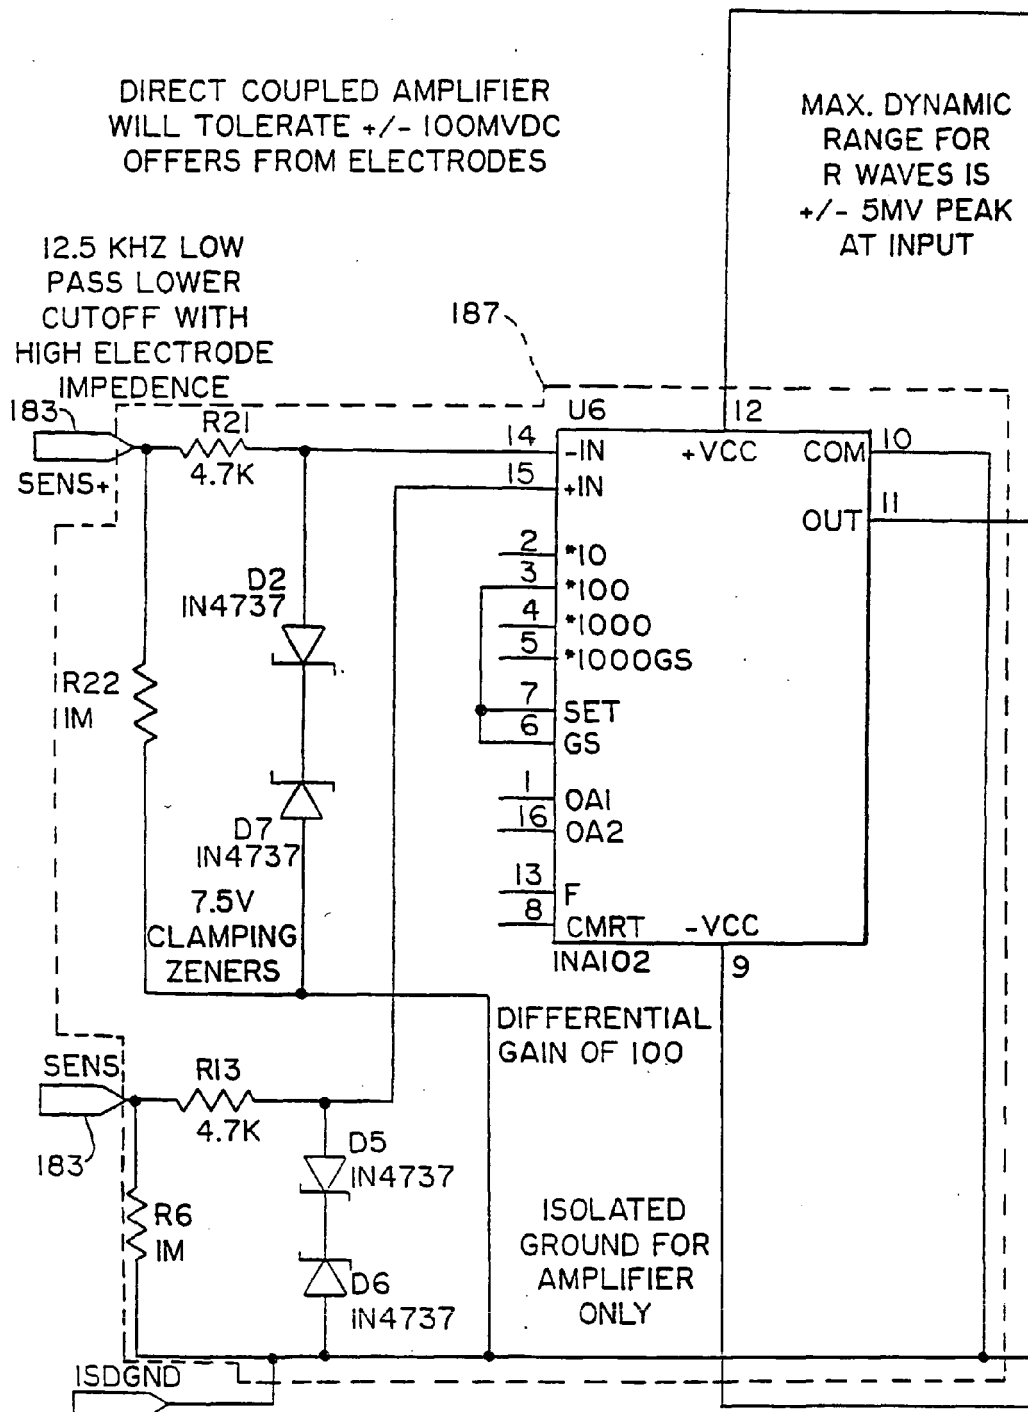 DIRECT COUPLED AMPLIFIER
WILL TOLERATE +/- 100MVDC
OFFERS FROM ELECTRODES
MAX. DYNAMIC
RANGE FOR
R WAVES IS
+/- 5MV PEAK
AT INPUT
12.5 KHZ LOW
PASS LOWER
CUTOFF WITH
HIGH ELECTRODE
IMPEDENCE
187
183
SENS+
R21
4.7K
U6
12
14
-IN
+VCC
COM
10
15
+IN
OUT
11
2
*10
3
*100
4
*1000
5
*1000GS
7
SET
6
GS
1
OA1
16
OA2
13
F
8
CMRT
-VCC
INA102
9
D2
IN4737
R22
1M
D7
IN4737
7.5V
CLAMPING
ZENERS
DIFFERENTIAL
GAIN OF 100
SENS
183
R13
4.7K
D5
IN4737
R6
1M
D6
IN4737
ISOLATED
GROUND FOR
AMPLIFIER
ONLY
ISDGND